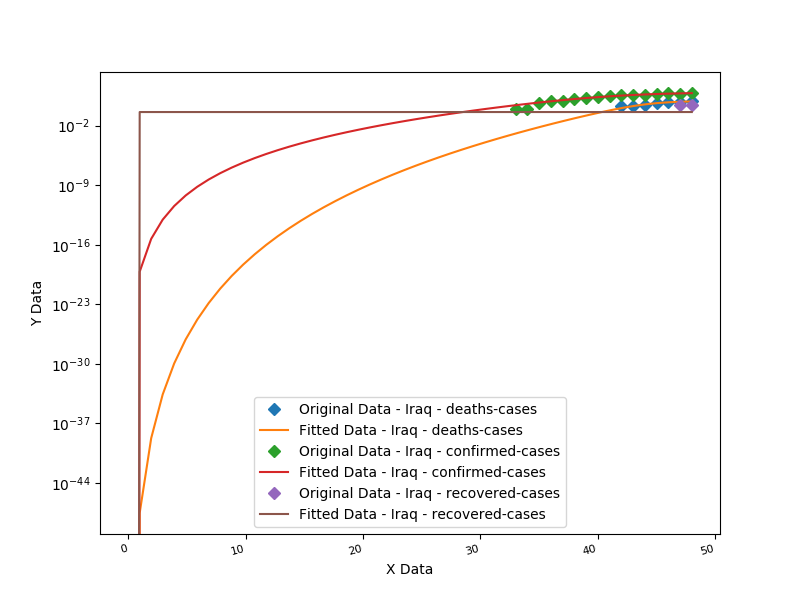 10^-2
10^-9
10^-16
10^-23
10^-30
10^-37
10^-44
Y Data
Original Data - Iraq - deaths-cases
Fitted Data - Iraq - deaths-cases
Original Data - Iraq - confirmed-cases
Fitted Data - Iraq - confirmed-cases
Original Data - Iraq - recovered-cases
Fitted Data - Iraq - recovered-cases
0 10 20 30 40 50
X Data